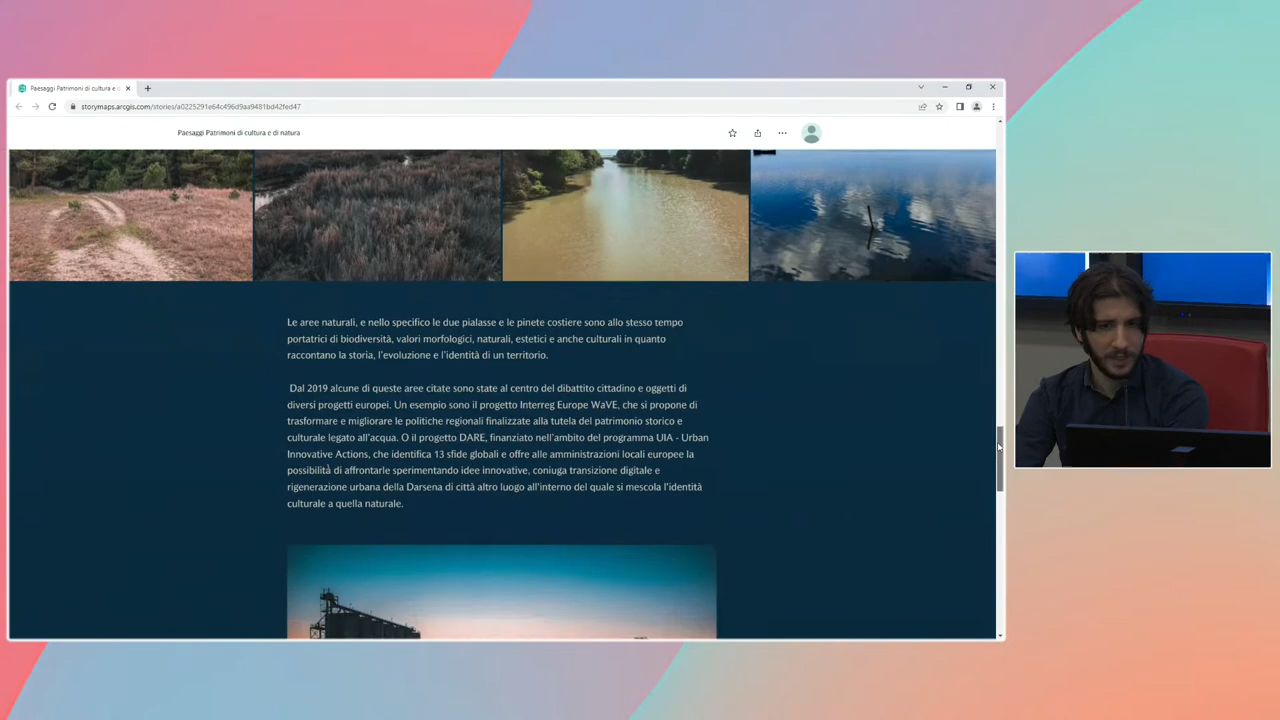 Paesaggi Patrimoni di cultura e d
storymaps.arcgis.com/stories/a0225291e64c496d9aa9481bd42fed47
Paesaggi Patrimoni di cultura e di natura
Le aree naturali, e nello specifico le due pialasse e le pinete costiere sono allo stesso tempo
portatrici di biodiversità, valori morfologici, naturali, estetici e anche culturali in quanto
raccontano la storia, l'evoluzione e l'identità di un territorio.
Dal 2019 alcune di queste aree citate sono state al centro del dibattito cittadino e oggetti di
diversi progetti europei. Un esempio sono il progetto Interreg Europe WaVE, che si propone di
trasformare e migliorare le politiche regionali finalizzate alla tutela del patrimonio storico e
culturale legato all'acqua. O il progetto DARE, finanziato nell'ambito del programma UIA - Urban
Innovative Actions, che identifica 13 sfide globali e offre alle amministrazioni locali europee la
possibilità di affrontarle sperimentando idee innovative, coniuga transizione digitale e
rigenerazione urbana della Darsena di città altro luogo all'interno del quale si mescola l'identità
culturale a quella naturale.